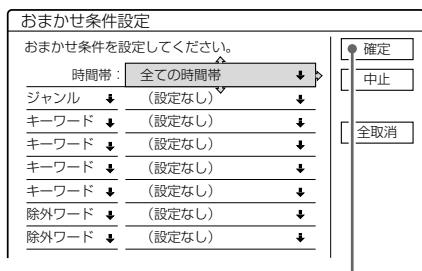 おまかせ条件設定
おまかせ条件を設定してください。
時間帯： 全ての時間帯
ジャンル （設定なし）
キーワード （設定なし）
キーワード （設定なし）
キーワード （設定なし）
キーワード （設定なし）
除外ワード （設定なし）
除外ワード （設定なし）
確定
中止
全取消